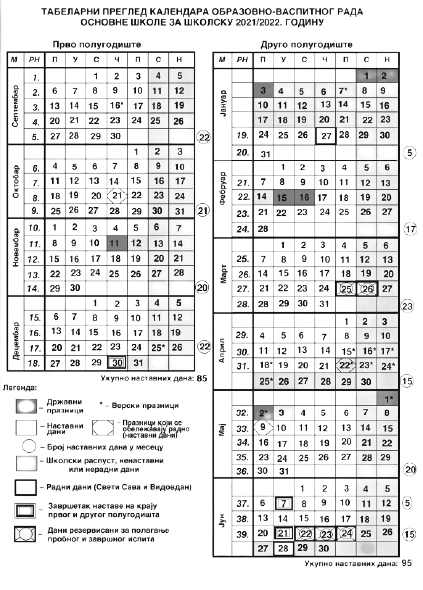 ТАБЕЛАРНИ ПРЕГЛЕД КАЛЕНДАРА ОБРАЗОВНО-ВАСПИТНОГ РАДА
ОСНОВНЕ ШКОЛЕ ЗА ШКОЛСКУ 2021/2022. ГОДИНУ
Прво полугодиште
М РН П У С Ч П С Н
Септембар
1. 1 2 3 4 5
2. 6 7 8 9 10 11 12
3. 13 14 15 16* 17 18 19
4. 20 21 22 23 24 25 26
5. 27 28 29 30 22
Октобар
1 2 3
6. 4 5 6 7 8 9 10
7. 11 12 13 14 15 16 17
8. 18 19 20 21 22 23 24
9. 25 26 27 28 29 30 31 21
Новембар
10. 1 2 3 4 5 6 7
11. 8 9 10 11 12 13 14
12. 15 16 17 18 19 20 21
13. 22 23 24 25 26 27 28
14. 29 30 20
Децембар
1 2 3 4 5
15. 6 7 8 9 10 11 12
16. 13 14 15 16 17 18 19
17. 20 21 22 23 24 25* 26 22
18. 27 28 29 30 31
Укупно наставних дана: 85
Легенда:
– Државни празници
* – Верски празници
– Наставни дани
– Празници који се обележавају радно (наставни дани)
– Број наставних дана у месецу
– Школски распуст, ненаставни или нерадни дани
– Радни дани (Свети Сава и Видовдан)
– Завршетак наставе на крају првог и другог полугодишта
– Дани резервисани за полагање пробног и завршног испита
Друго полугодиште
М РН П У С Ч П С Н
Јануар
1 2
3 4 5 6 7* 8 9
10 11 12 13 14 15 16
17 18 19 20 21 22 23
19. 24 25 26 27 28 29 30
20. 31 5
Фебруар
1 2 3 4 5 6
21. 7 8 9 10 11 12 13
22. 14 15 16 17 18 19 20
23. 21 22 23 24 25 26 27
24. 28 17
Март
1 2 3 4 5 6
25. 7 8 9 10 11 12 13
26. 14 15 16 17 18 19 20
27. 21 22 23 24 25 26 27
28. 28 29 30 31 23
Април
1 2 3
29. 4 5 6 7 8 9 10
30. 11 12 13 14 15* 16* 17*
31. 18* 19 20 21 22* 23* 24*
25* 26 27 28 29 30 15
Мај
1*
32. 2* 3 4 5 6 7 8
33. 9 10 11 12 13 14 15
34. 16 17 18 19 20 21 22
35. 23 24 25 26 27 28 29
36. 30 31 20
Јун
1 2 3 4 5
37. 6 7 8 9 10 11 12 5
38. 13 14 15 16 17 18 19
39. 20 21 22 23 24 25 26 15
27 28 29 30
Укупно наставних дана: 95